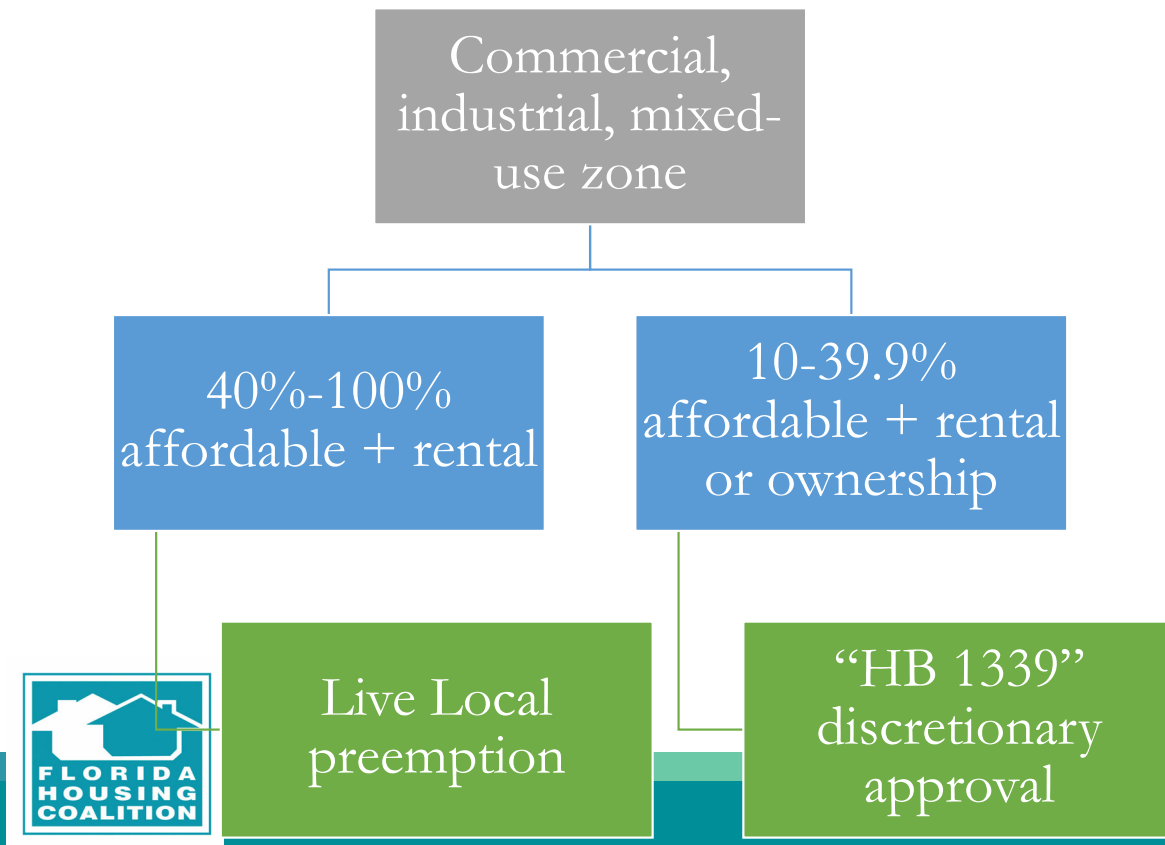 Commercial,
industrial, mixed-
use zone
40%-100%
affordable + rental
10-39.9%
affordable + rental
or ownership
Live Local
preemption
“HB 1339”
discretionary
approval
FLORIDA
HOUSING
COALITION